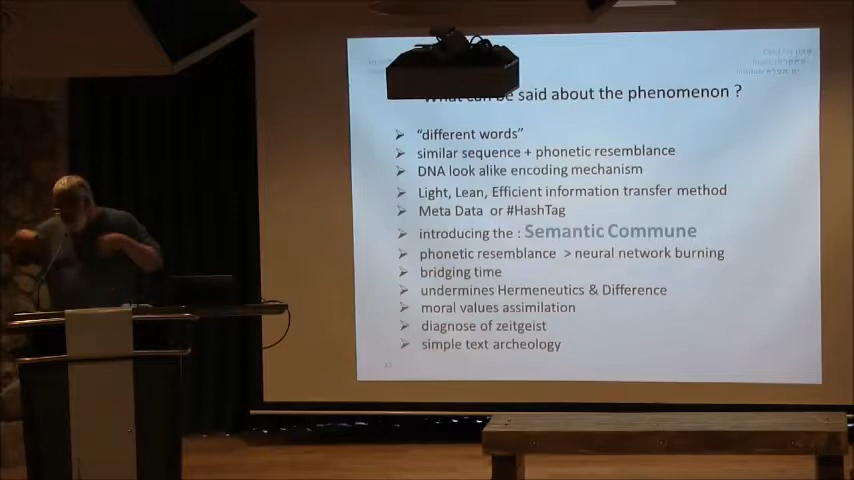 What can be said about the phenomenon ?
“different words”
similar sequence + phonetic resemblance
DNA look alike encoding mechanism
Light, Lean, Efficient information transfer method
Meta Data or #HashTag
introducing the : Semantic Commune
phonetic resemblance > neural network burning
bridging time
undermines Hermeneutics & Difference
moral values assimilation
diagnose of zeitgeist
simple text archeology